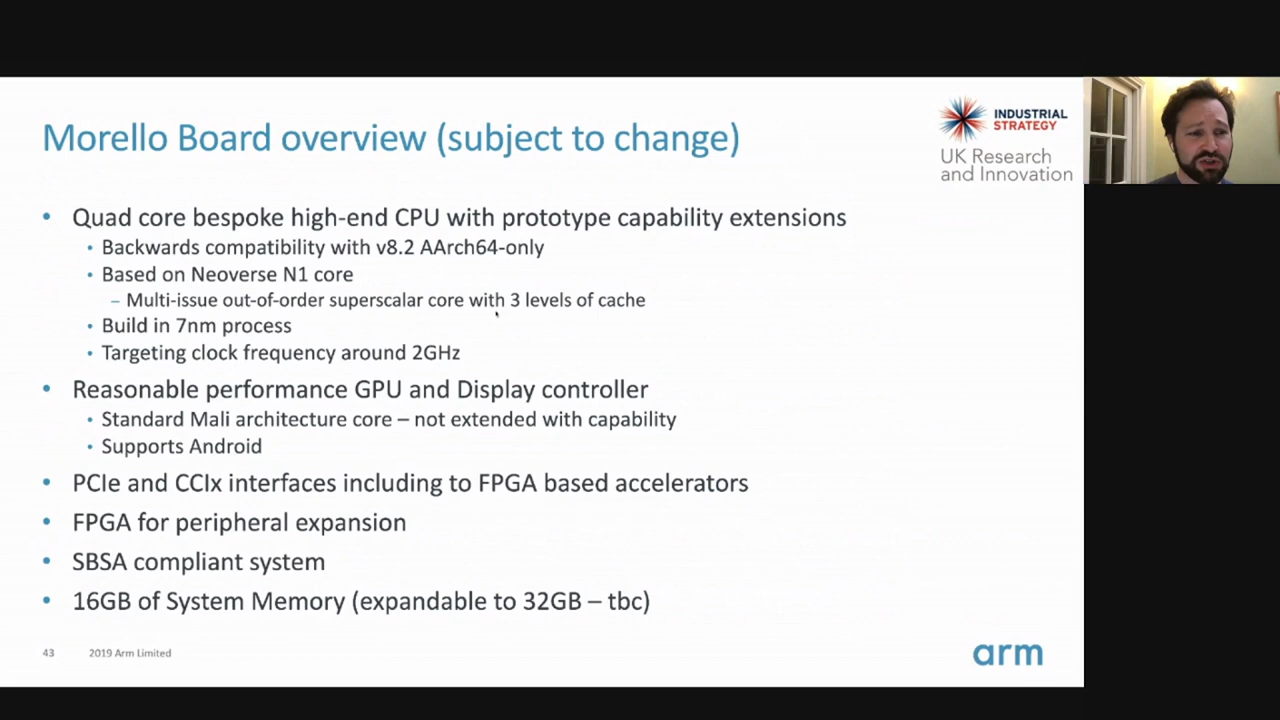 Morello Board overview (subject to change)
INDUSTRIAL
STRATEGY
UK Research
and Innovation
• Quad core bespoke high-end CPU with prototype capability extensions
• Backwards compatibility with v8.2 AArch64-only
• Based on Neoverse N1 core
– Multi-issue out-of-order superscalar core with 3 levels of cache
• Build in 7nm process
• Targeting clock frequency around 2GHz
• Reasonable performance GPU and Display controller
• Standard Mali architecture core – not extended with capability
• Supports Android
• PCIe and CCIx interfaces including to FPGA based accelerators
• FPGA for peripheral expansion
• SBSA compliant system
• 16GB of System Memory (expandable to 32GB – tbc)
43 2019 Arm Limited
arm